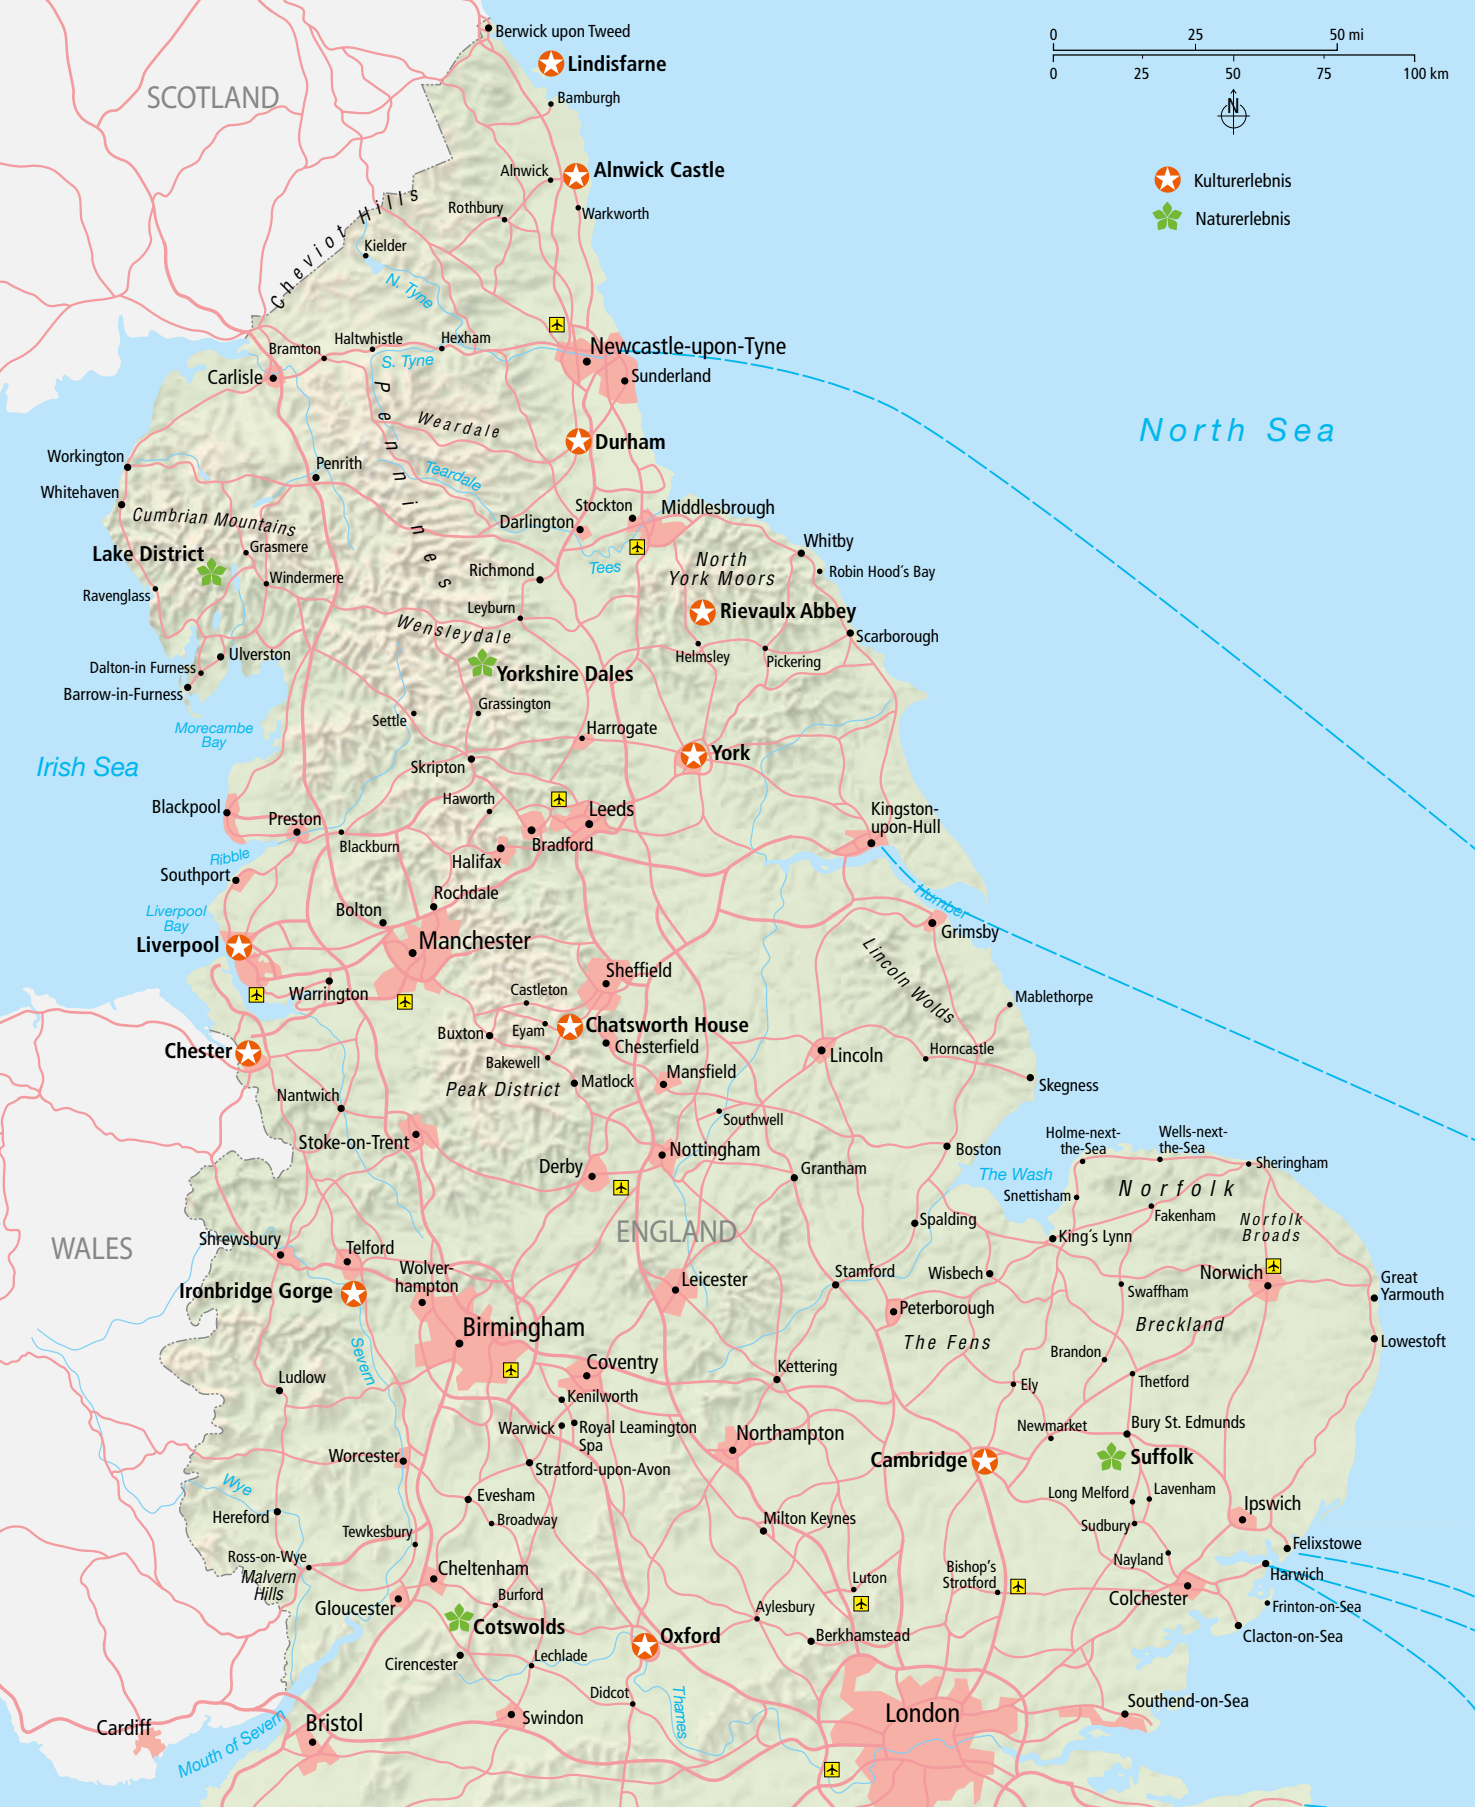 0
25
50 mi
0
25
50
75
100 km
N
Kulturerlebnis
Naturerlebnis
SCOTLAND
Berwick upon Tweed
Lindisfarne
Bamburgh
Alnwick
Alnwick Castle
Rothbury
Warkworth
Cheviot Hills
Kielder
N. Tyne
Haltwhistle
Hexham
Bramton
S. Tyne
Newcastle-upon-Tyne
Carlisle
Sunderland
Pennines
Weardale
North Sea
Durham
Workington
Penrith
Teardale
Whitehaven
Stockton
Middlesbrough
Cumbrian Mountains
Darlington
Lake District
Grasmere
Whitby
North
York Moors
Tees
Robin Hood´s Bay
Richmond
Windermere
Ravenglass
Leyburn
Rievaulx Abbey
Wensleydale
Scarborough
Ulverston
Helmsley
Pickering
Dalton-in Furness
Yorkshire Dales
Barrow-in-Furness
Grassington
Settle
Morecambe
Bay
Harrogate
York
Irish Sea
Skripton
Haworth
Blackpool
Leeds
Kingston-
upon-Hull
Preston
Blackburn
Bradford
Halifax
Ribble
Southport
Rochdale
Humber
Liverpool
Bay
Bolton
Grimsby
Manchester
Liverpool
Lincoln Wolds
Sheffield
Warrington
Castleton
Mablethorpe
Buxton
Eyam
Chatsworth House
Chester
Chesterfield
Lincoln
Horncastle
Bakewell
Mansfield
Peak District
Matlock
Skegness
Nantwich
Southwell
Stoke-on-Trent
Nottingham
Boston
Holme-next-
the-Sea
Wells-next-
the-Sea
Sheringham
Derby
Grantham
The Wash
Norfolk
Snettisham
Fakenham
Norfolk
Broads
ENGLAND
Spalding
King´s Lynn
WALES
Shrewsbury
Telford
Wolver-
hampton
Leicester
Stamford
Wisbech
Norwich
Great
Yarmouth
Swaffham
Ironbridge Gorge
Peterborough
Breckland
Birmingham
The Fens
Lowestoft
Severn
Brandon
Coventry
Kettering
Ludlow
Ely
Thetford
Kenilworth
Warwick
Royal Leamington
Spa
Newmarket
Bury St. Edmunds
Northampton
Worcester
Cambridge
Suffolk
Stratford-upon-Avon
Wye
Evesham
Long Melford
Lavenham
Hereford
Broadway
Milton Keynes
Ipswich
Tewkesbury
Sudbury
Felixstowe
Ross-on-Wye
Nayland
Malvern
Hills
Cheltenham
Luton
Bishop´s
Strotford
Harwich
Gloucester
Burford
Aylesbury
Colchester
Frinton-on-Sea
Cotswolds
Oxford
Berkhamstead
Clacton-on-Sea
Cirencester
Lechlade
Didcot
Thames
Southend-on-Sea
London
Cardiff
Bristol
Swindon
Mouth of Severn